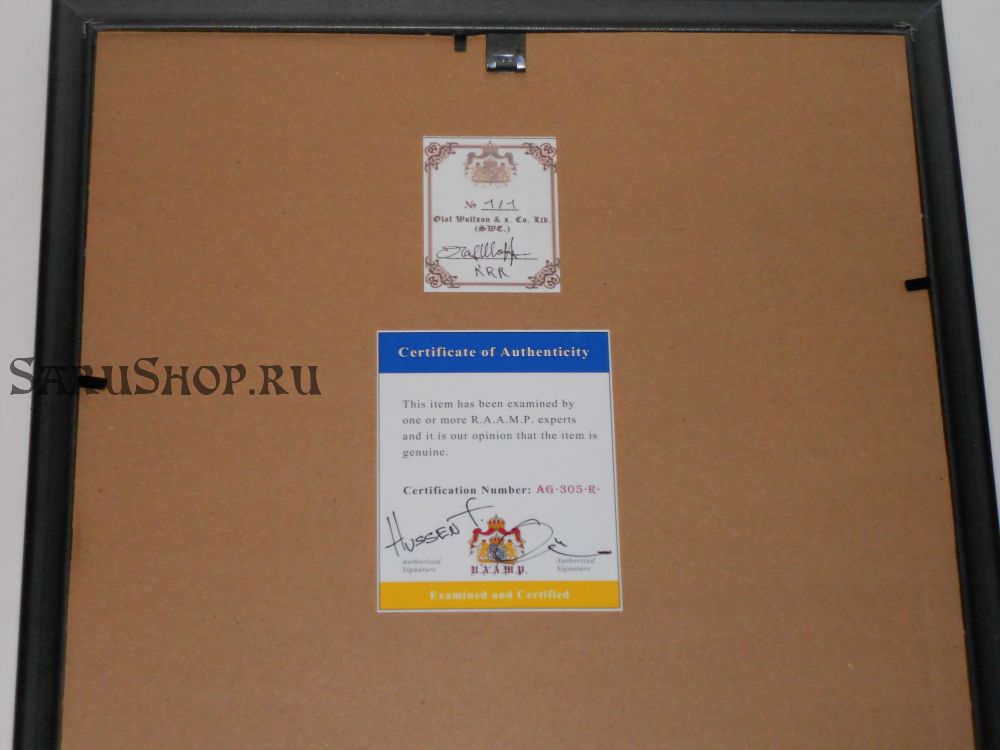 No 1/1
Olaf Wolfson & s. Co. Ltd.
(SWE.)
RRR
Certificate of Authenticity
SARUSHOP.RU
This item has been examined by
one or more R.A.A.M.P. experts
and it is our opinion that the item is
genuine.
Certification Number: AG-305-R-
HUSSEN T.
Authorized
Signature
R.A.A.M.P.
Authorized
Signature
Examined and Certified